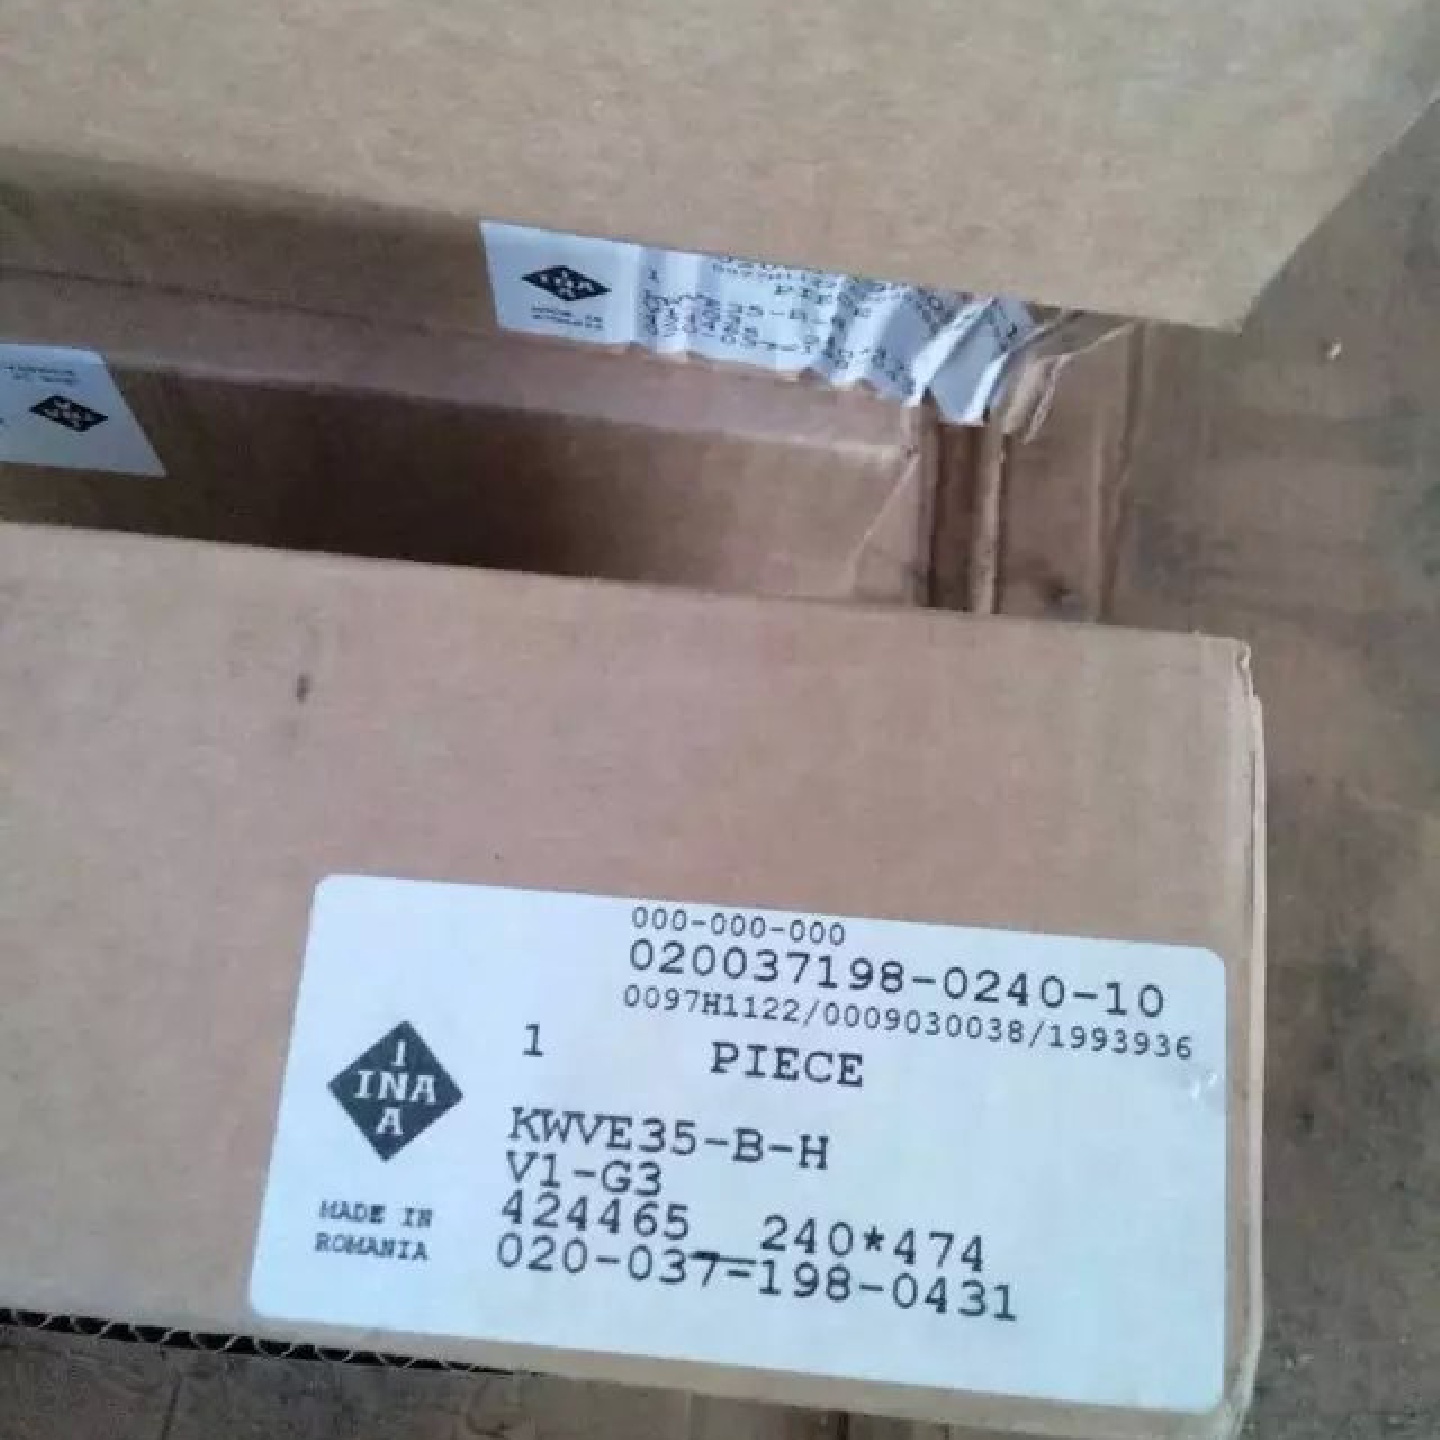 000-000-000
020037198-0240-10
0097H1122/0009030038/1993936
1 PIECE
I
INA
A
KWVE35-B-H
V1-G3
424465 240*474
020-037-198-0431
MADE IN
ROMANIA